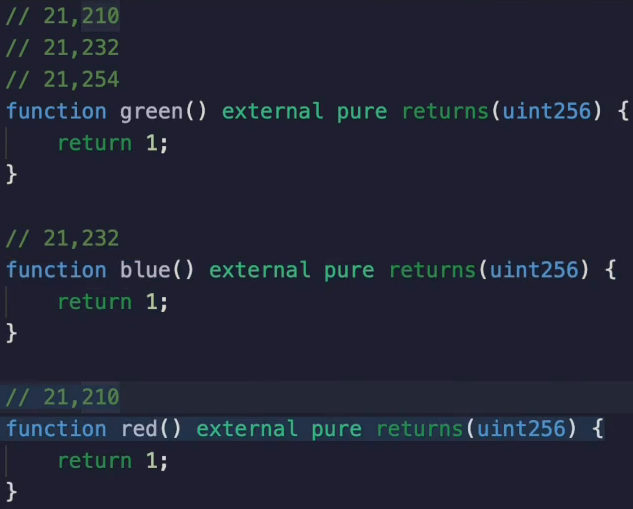 // 21,210
// 21,232
// 21,254
function green() external pure returns(uint256) {
    return 1;
}

// 21,232
function blue() external pure returns(uint256) {
    return 1;
}

// 21,210
function red() external pure returns(uint256) {
    return 1;
}